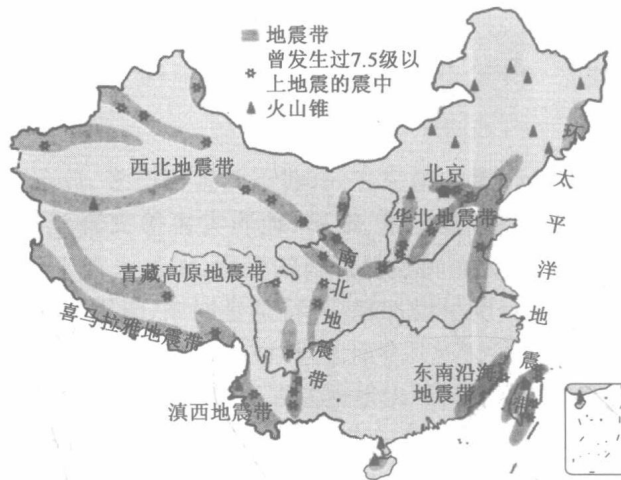 地震带
曾发生过7.5级以
上地震的震中
火山锥
西北地震带
北京
华北地震带
环太平洋地震带
青藏高原地震带
南北地震带
喜马拉雅地震带
东南沿海
地震带
滇西地震带